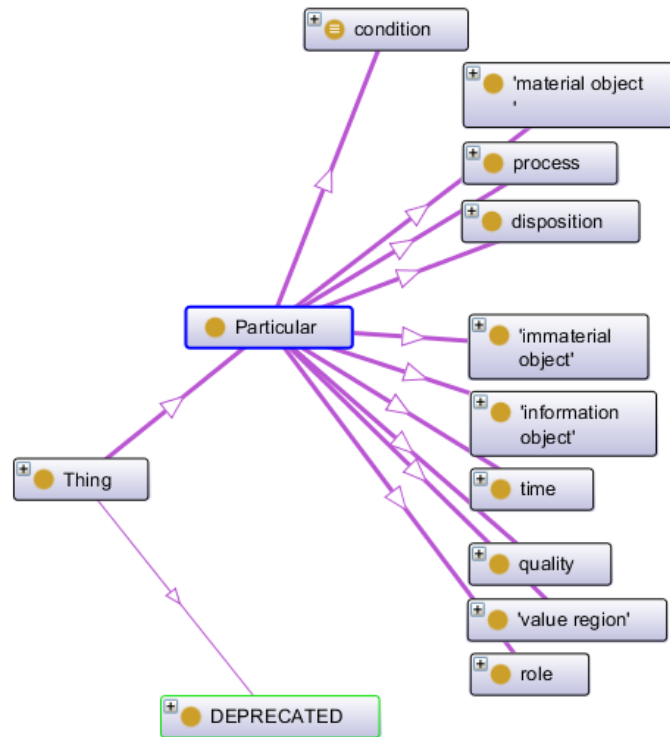 condition
'material object
'
process
disposition
Particular
'immaterial
object'
'information
object'
Thing
time
quality
'value region'
role
DEPRECATED